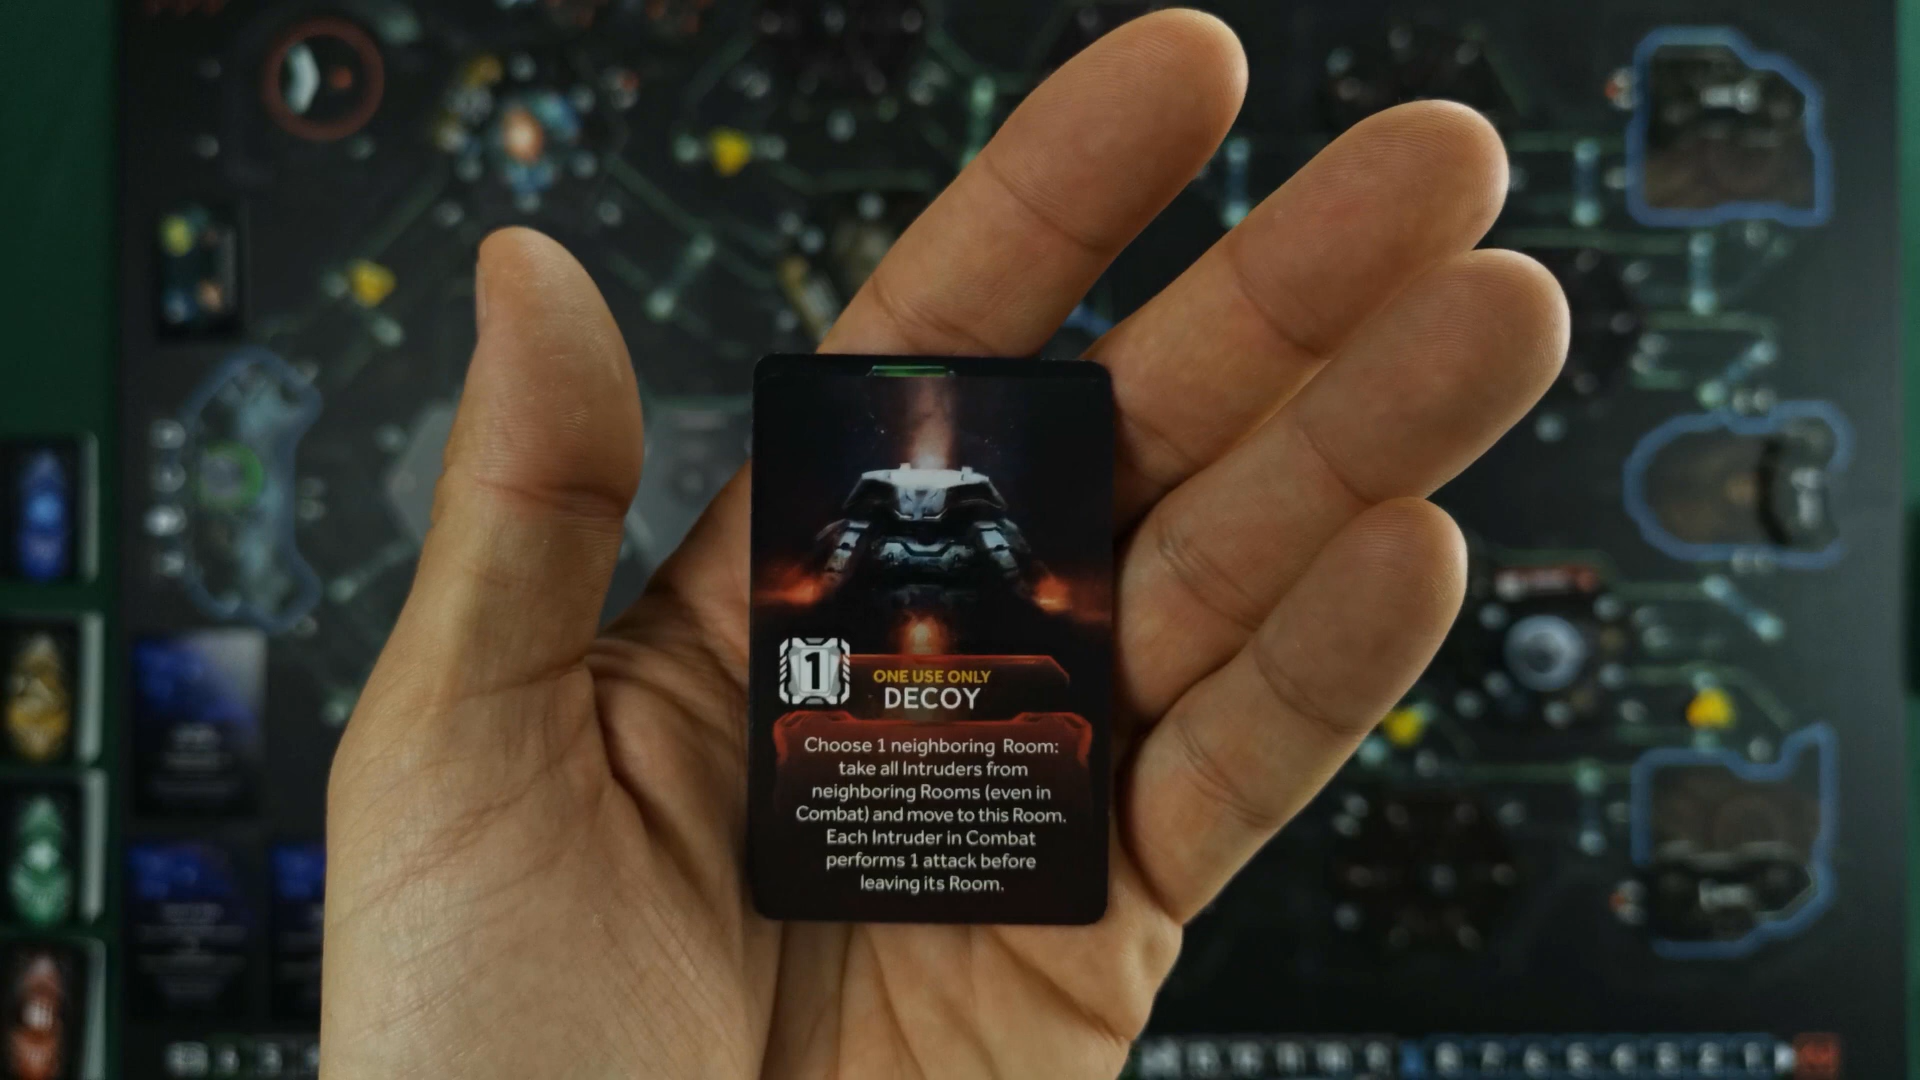 1
ONE USE ONLY
DECOY
Choose 1 neighboring Room:
take all Intruders from
neighboring Rooms (even in
Combat) and move to this Room.
Each Intruder in Combat
performs 1 attack before
leaving its Room.